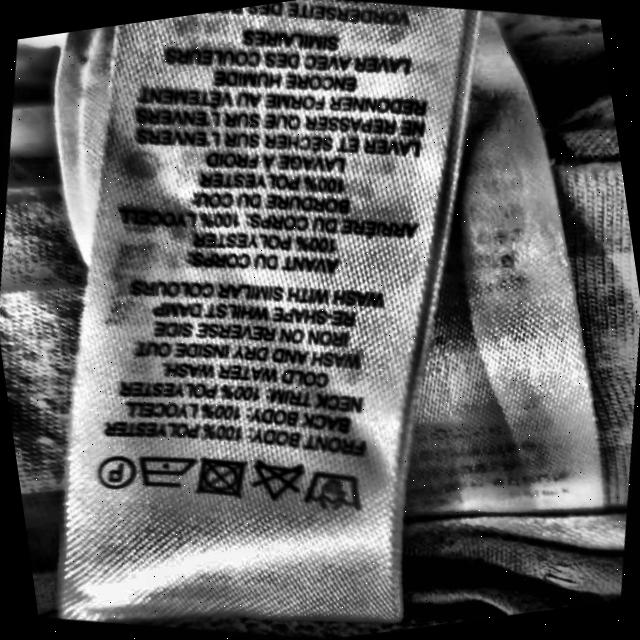 FRONT BODY: 100% POLYESTER
BACK BODY: 100% LYOCELL
NECK TRIM: 100% POLYESTER
COLD WATER WASH.
WASH AND DRY INSIDE OUT
IRON ON REVERSE SIDE
RE-SHAPE WHILST DAMP
WASH WITH SIMILAR COLOURS
AVANT DU CORPS:
100% POLYESTER
ARRIÈRE DU CORPS: 100% LYOCELL
BORDURE DU COU:
100% POLYESTER
LAVAGE A FROID
LAVER ET SÉCHER SUR L'ENVERS
NE REPASSER QUE SUR L'ENVERS
REDONNER FORME AU VÊTEMENT
ENCORE HUMIDE
LAVER AVEC DES COULEURS
SIMILAIRES
VORDERSEITE DES